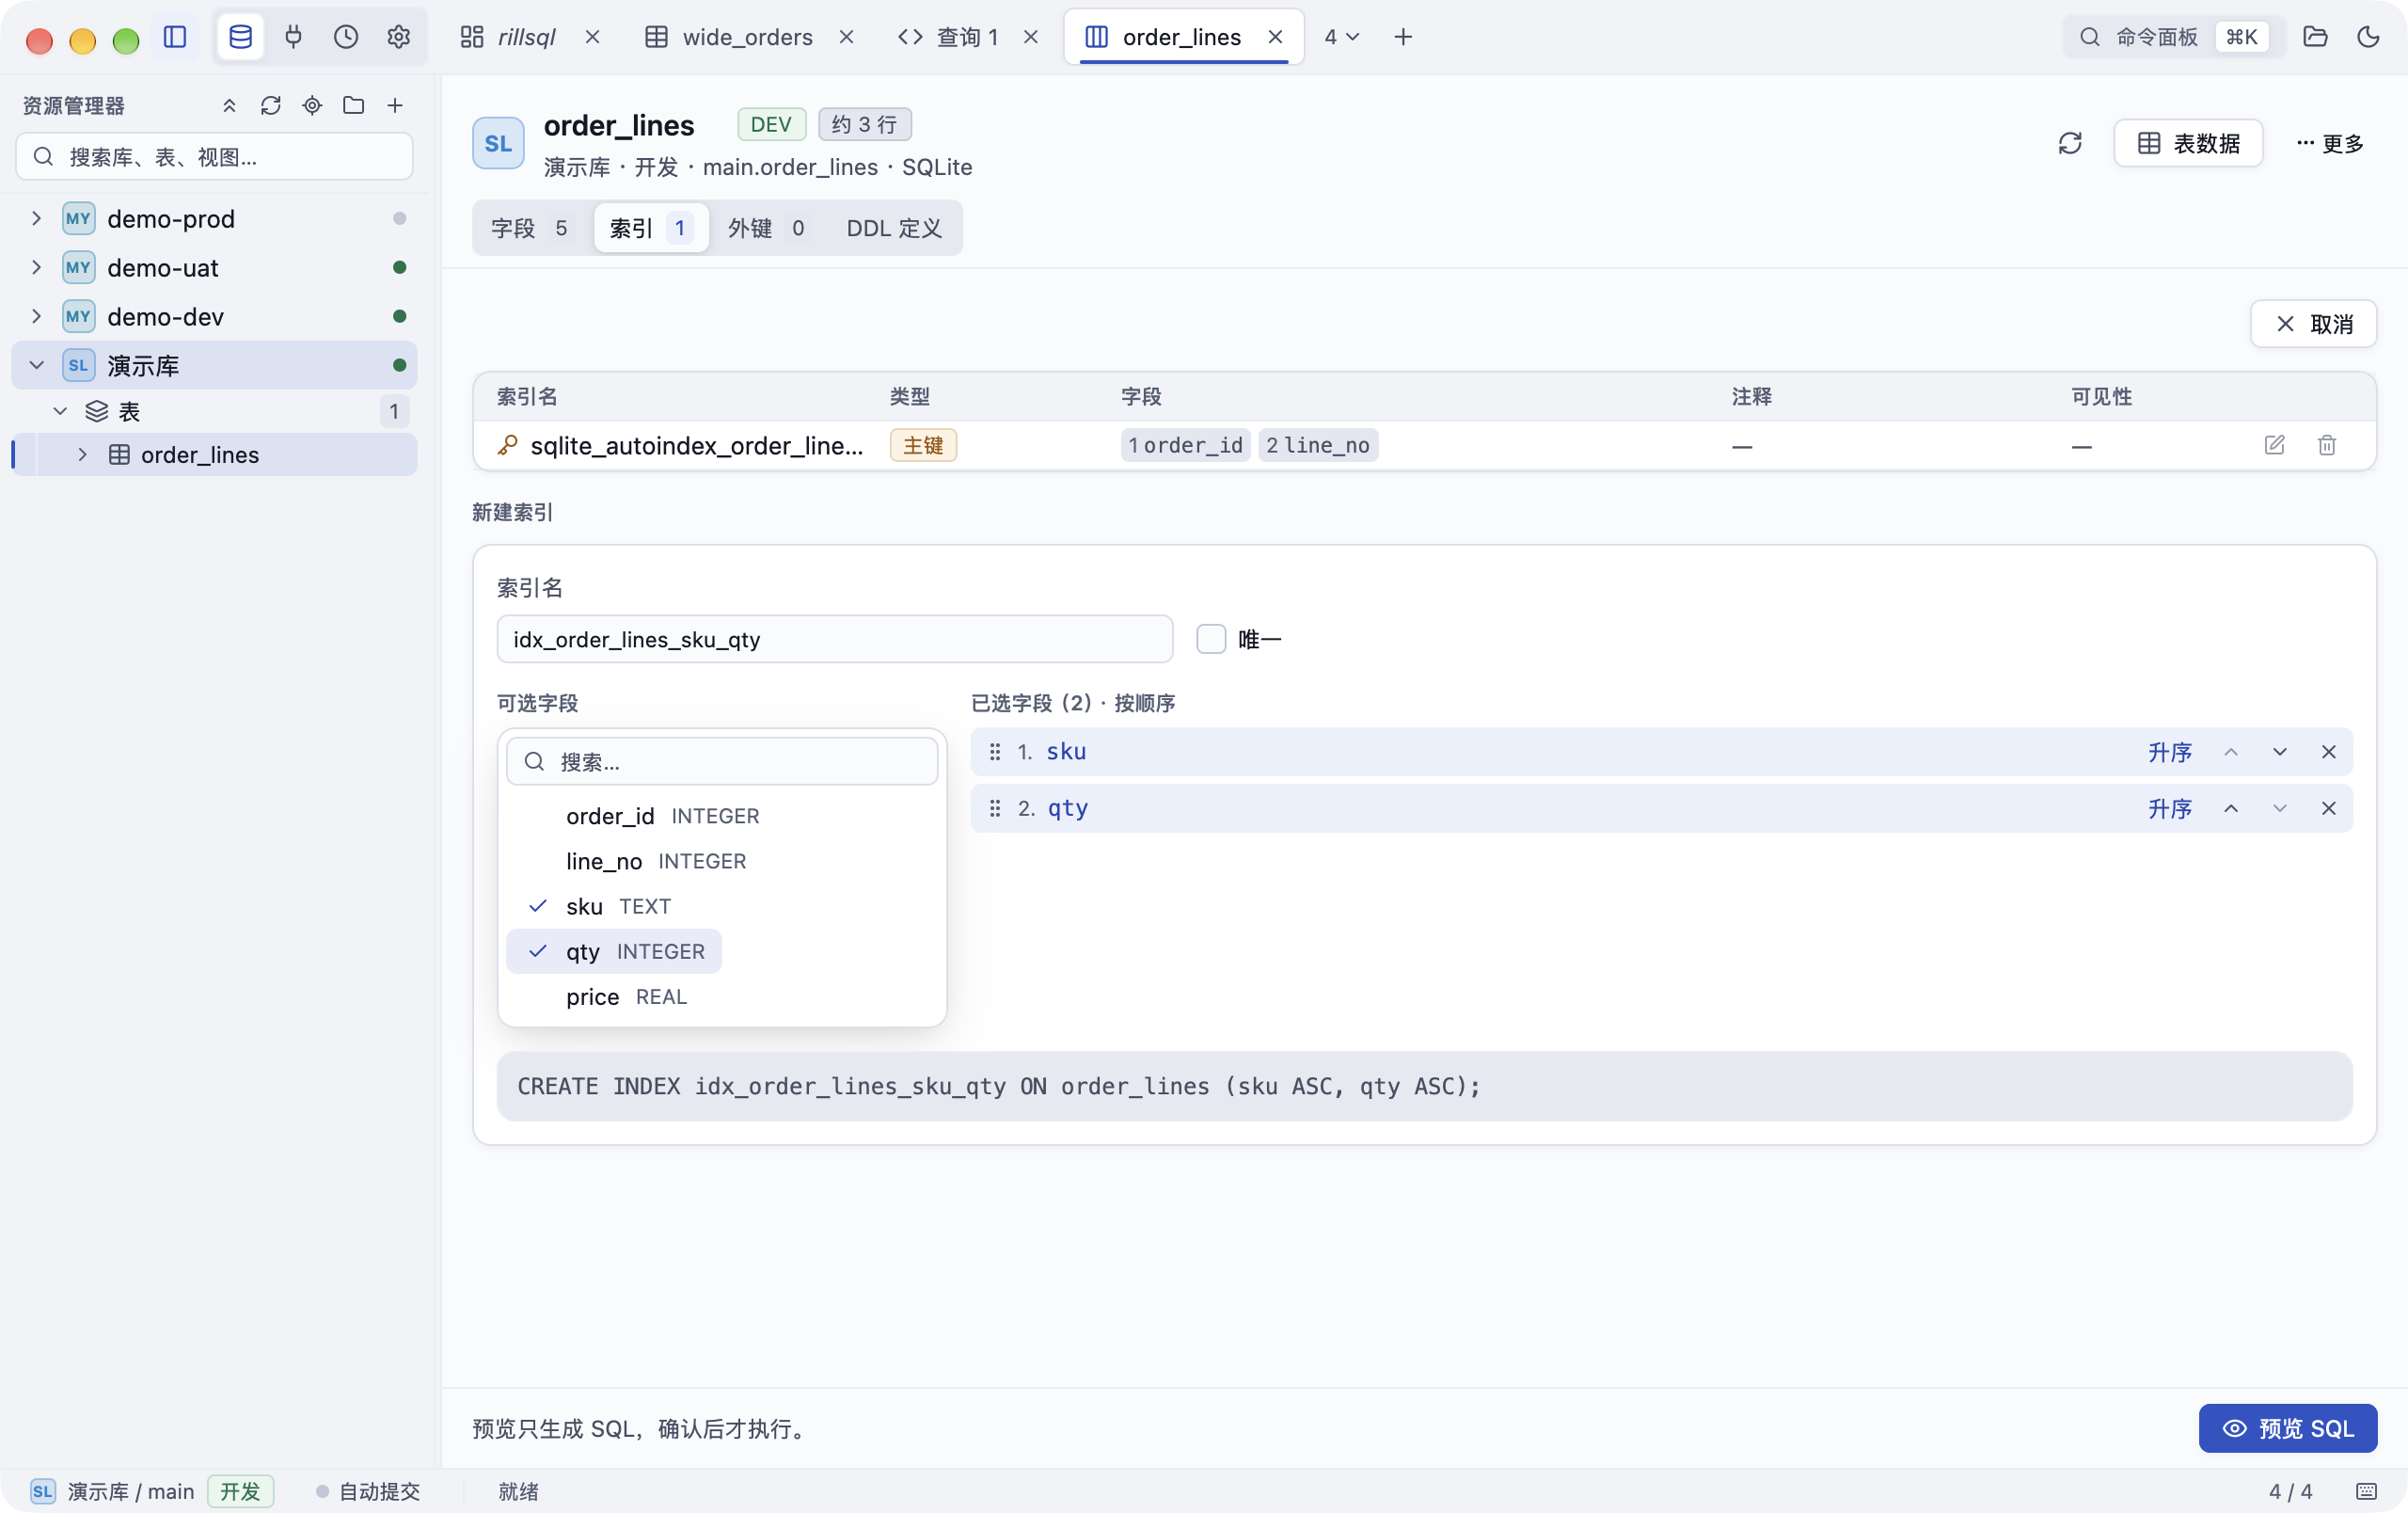 rillsql
wide_orders
查询 1
order_lines
4
命令面板 ⌘K
资源管理器
搜索库、表、视图...
MY demo-prod
MY demo-uat
MY demo-dev
SL 演示库
表 1
order_lines
SL order_lines DEV 约 3 行
演示库 · 开发 · main.order_lines · SQLite
表数据
··· 更多
字段 5 索引 1 外键 0 DDL 定义
取消
索引名 类型 字段 注释 可见性
sqlite_autoindex_order_line... 主键 1 order_id 2 line_no — —
新建索引
索引名
idx_order_lines_sku_qty 唯一
可选字段
搜索...
order_id INTEGER
line_no INTEGER
sku TEXT
qty INTEGER
price REAL
已选字段 (2) · 按顺序
1. sku 升序
2. qty 升序
CREATE INDEX idx_order_lines_sku_qty ON order_lines (sku ASC, qty ASC);
预览只生成 SQL，确认后才执行。
预览 SQL
SL 演示库 / main 开发 自动提交 就绪 4 / 4